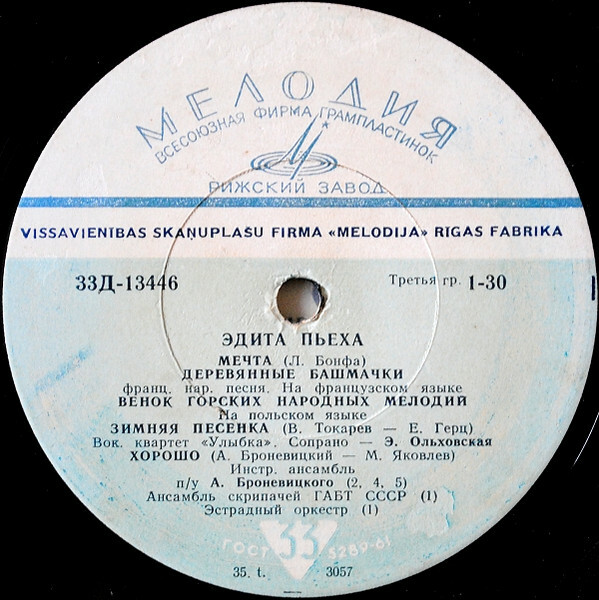 МЕЛОДИЯ
ВСЕСОЮЗНАЯ ФИРМА ГРАМПЛАСТИНОК
РИЖСКИЙ ЗАВОД
VISSAVIENĪBAS SKAŅUPLAŠU FIRMA «MELODIJA» RĪGAS FABRIKA
33Д-13446 Третья гр. 1-30
ЭДИТА ПЬЕХА
МЕЧТА (Л. Бонфа)
ДЕРЕВЯННЫЕ БАШМАЧКИ
франц. нар. песня. На французском языке
ВЕНОК ГОРСКИХ НАРОДНЫХ МЕЛОДИЙ
На польском языке
ЗИМНЯЯ ПЕСЕНКА (В. Токарев — Е. Герц)
Вок. квартет «Улыбка». Сопрано — Э. Ольховская
ХОРОШО (А. Броневицкий — М. Яковлев)
Инстр. ансамбль
п/у А. Броневицкого (2, 4, 5)
Ансамбль скрипачей ГАБТ СССР (1)
Эстрадный оркестр (1)
ГОСТ 33 5289-61
35. t. 3057